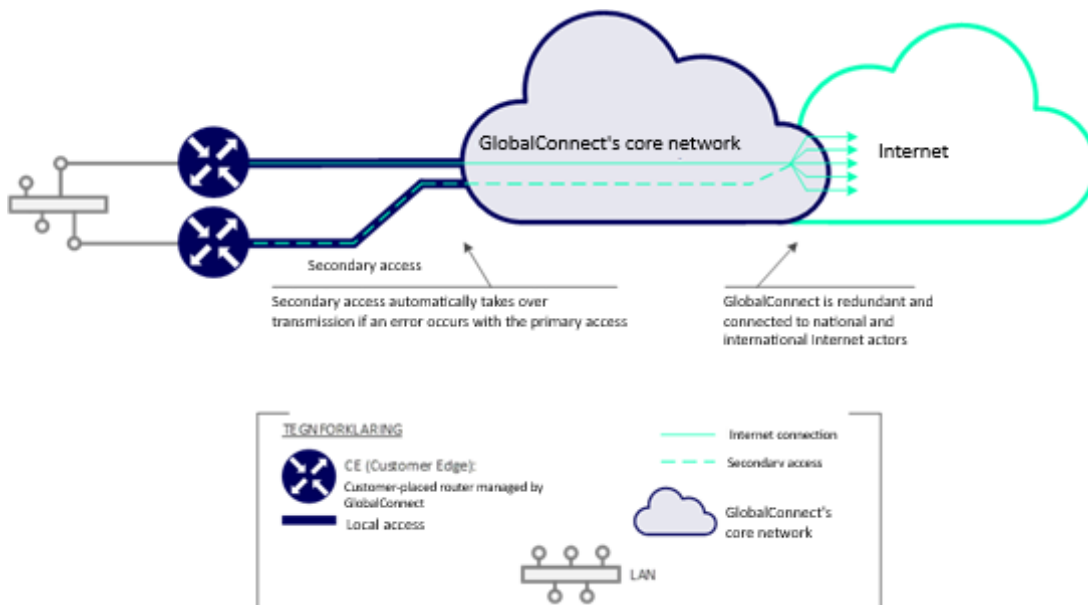 GlobalConnect's core network
Internet
Secondary access
Secondary access automatically takes over
transmission if an error occurs with the primary access
GlobalConnect is redundant and
connected to national and
international Internet actors
TEGNFORKLARING
CE (Customer Edge):
Customer-placed router managed by
GlobalConnect
Local access
Internet connection
Secondary access
GlobalConnect's
core network
LAN